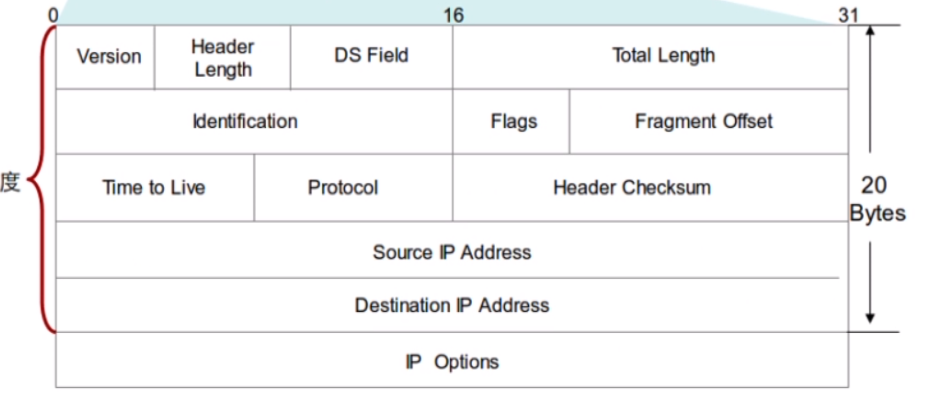 0 16 31
Version Header Length DS Field Total Length
Identification Flags Fragment Offset
度 Time to Live Protocol Header Checksum 20 Bytes
Source IP Address
Destination IP Address
IP Options